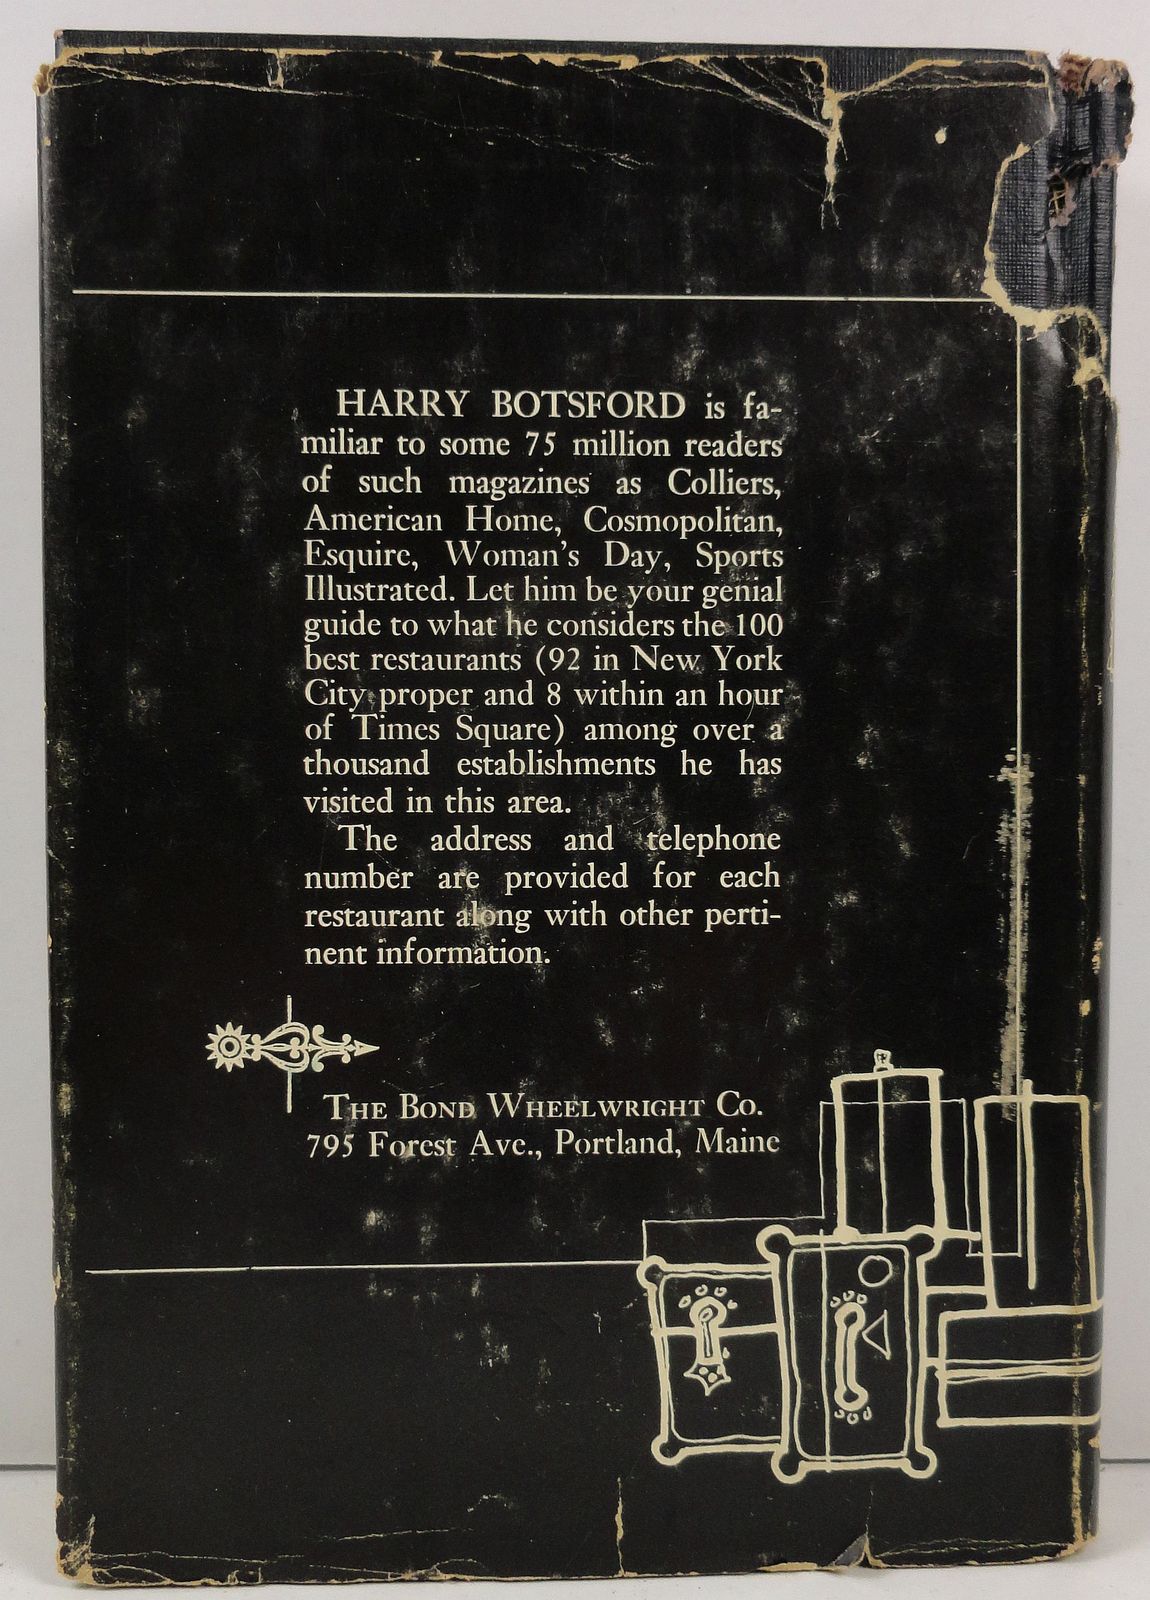 HARRY BOTSFORD is fa-
miliar to some 75 million readers
of such magazines as Colliers,
American Home, Cosmopolitan,
Esquire, Woman's Day, Sports
Illustrated. Let him be your genial
guide to what he considers the 100
best restaurants (92 in New York
City proper and 8 within an hour
of Times Square) among over a
thousand establishments he has
visited in this area.
The address and telephone
number are provided for each
restaurant along with other perti-
nent information.
THE BOND WHEELWRIGHT CO.
795 Forest Ave., Portland, Maine